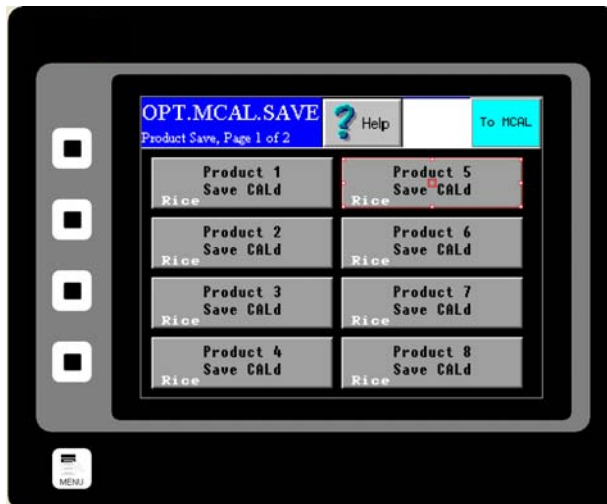 OPT.MCAL.SAVE
Product Save, Page 1 of 2
Help
To MCAL
Product 1
Save CALd
Rice
Product 5
Save CALd
Rice
Product 2
Save CALd
Rice
Product 6
Save CALd
Rice
Product 3
Save CALd
Rice
Product 7
Save CALd
Rice
Product 4
Save CALd
Rice
Product 8
Save CALd
Rice
MENU